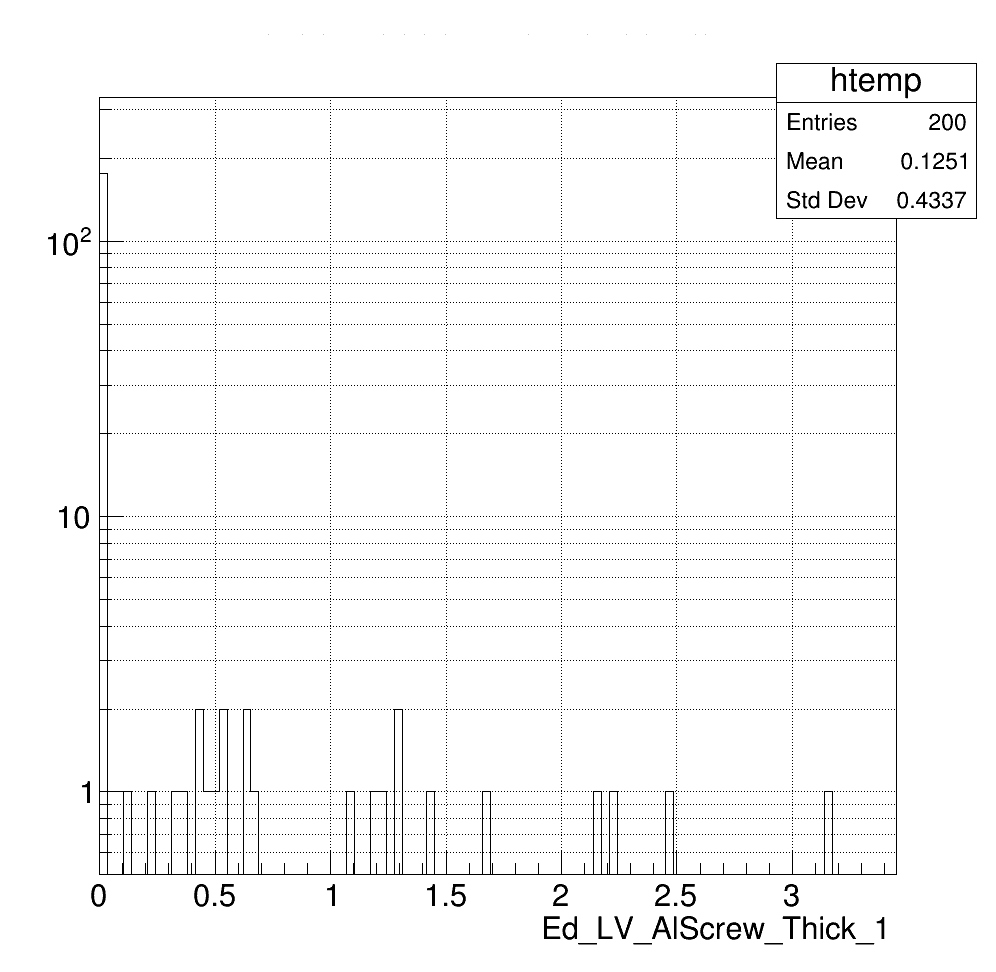 htemp
Entries 200
Mean 0.1251
Std Dev 0.4337
10²
10
1
0 0.5 1 1.5 2 2.5 3
Ed_LV_AlScrew_Thick_1